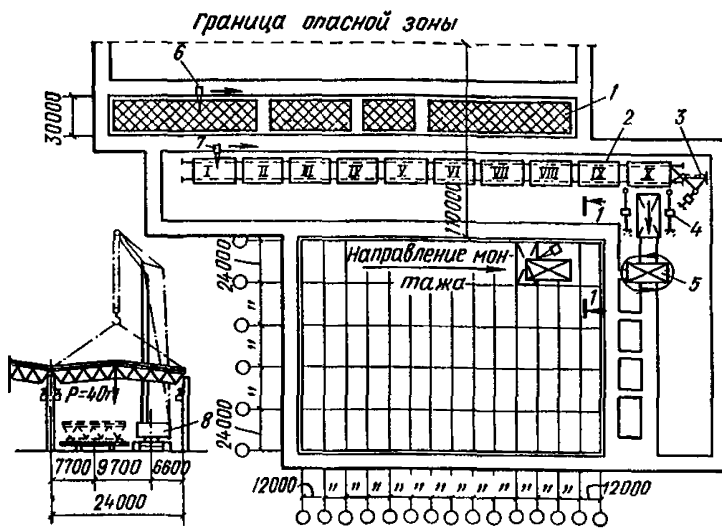 граница опасной зоны
6
1
30000
7
2
3
I II III IV V VI VII VIII IX X
110000
1
4
24000
Направление мон-
тажа
5
1
"
"
"
24000
P=40т
8
7700 9700 6600
24000
12000 " " " " " " " " " " " 12000